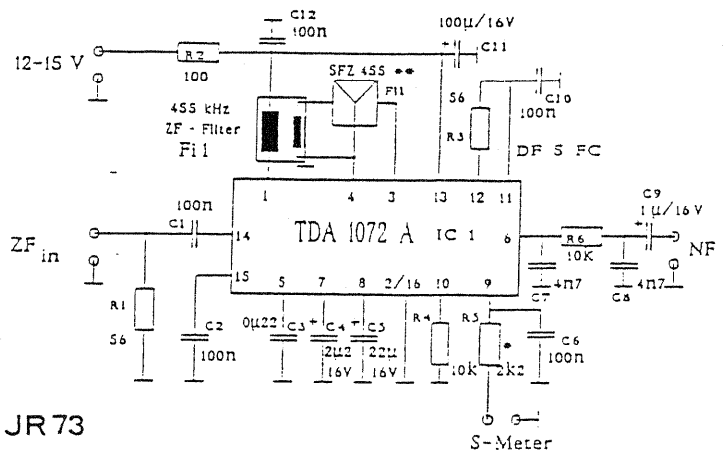 C12
100n
100µ/16V
+
C11
12-15 V
R2
100
SFZ 455 **
F11
S6
R3
C10
100n
455 kHz
ZF - Filter
Fi 1
DF 5 FC
1
4
3
13
12
11
100n
C1
14
TDA 1072 A IC 1
6
R6
10K
C9
+
1µ/16V
NF
ZF in
15
5
7
8
2/16
10
9
C7
4n7
C8
4n7
R1
S6
C2
100n
0µ22
C3
+
C4
2µ2
16V
+
C5
22µ
16V
R4
10k
R5
*
2k2
C6
100n
S-Meter
JR73